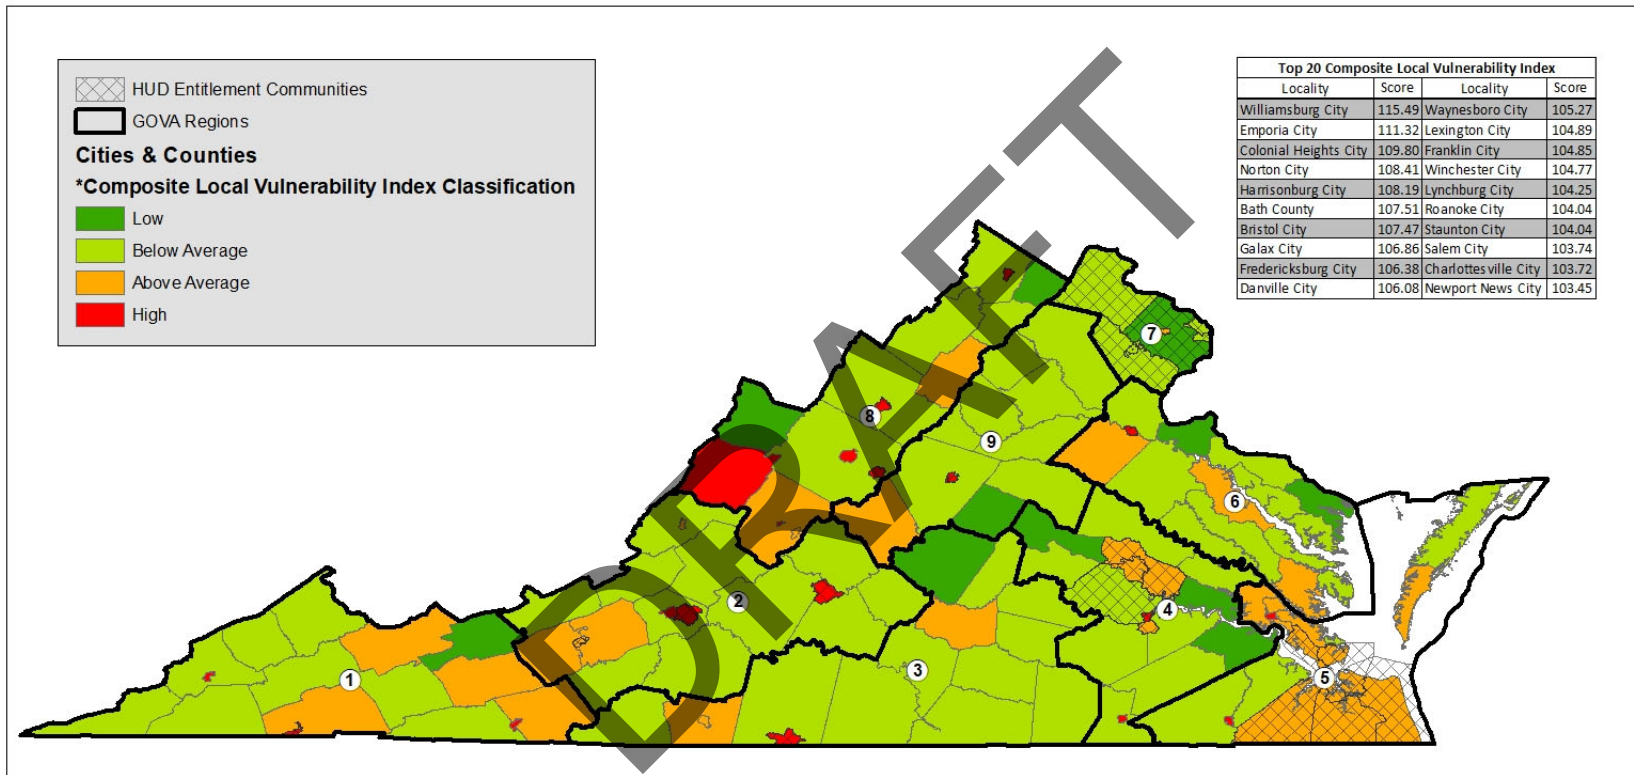 HUD Entitlement Communities
GOVA Regions
Cities & Counties
*Composite Local Vulnerability Index Classification
Low
Below Average
Above Average
High
Top 20 Composite Local Vulnerability Index
Locality Score Locality Score
Williamsburg City 115.49 Waynesboro City 105.27
Emporia City 111.32 Lexington City 104.89
Colonial Heights City 109.80 Franklin City 104.85
Norton City 108.41 Winchester City 104.77
Harrisonburg City 108.19 Lynchburg City 104.25
Bath County 107.51 Roanoke City 104.04
Bristol City 107.47 Staunton City 104.04
Galax City 106.86 Salem City 103.74
Fredericksburg City 106.38 Charlottesville City 103.72
Danville City 106.08 Newport News City 103.45
DRAFT
7
8
9
6
2
4
1
3
5